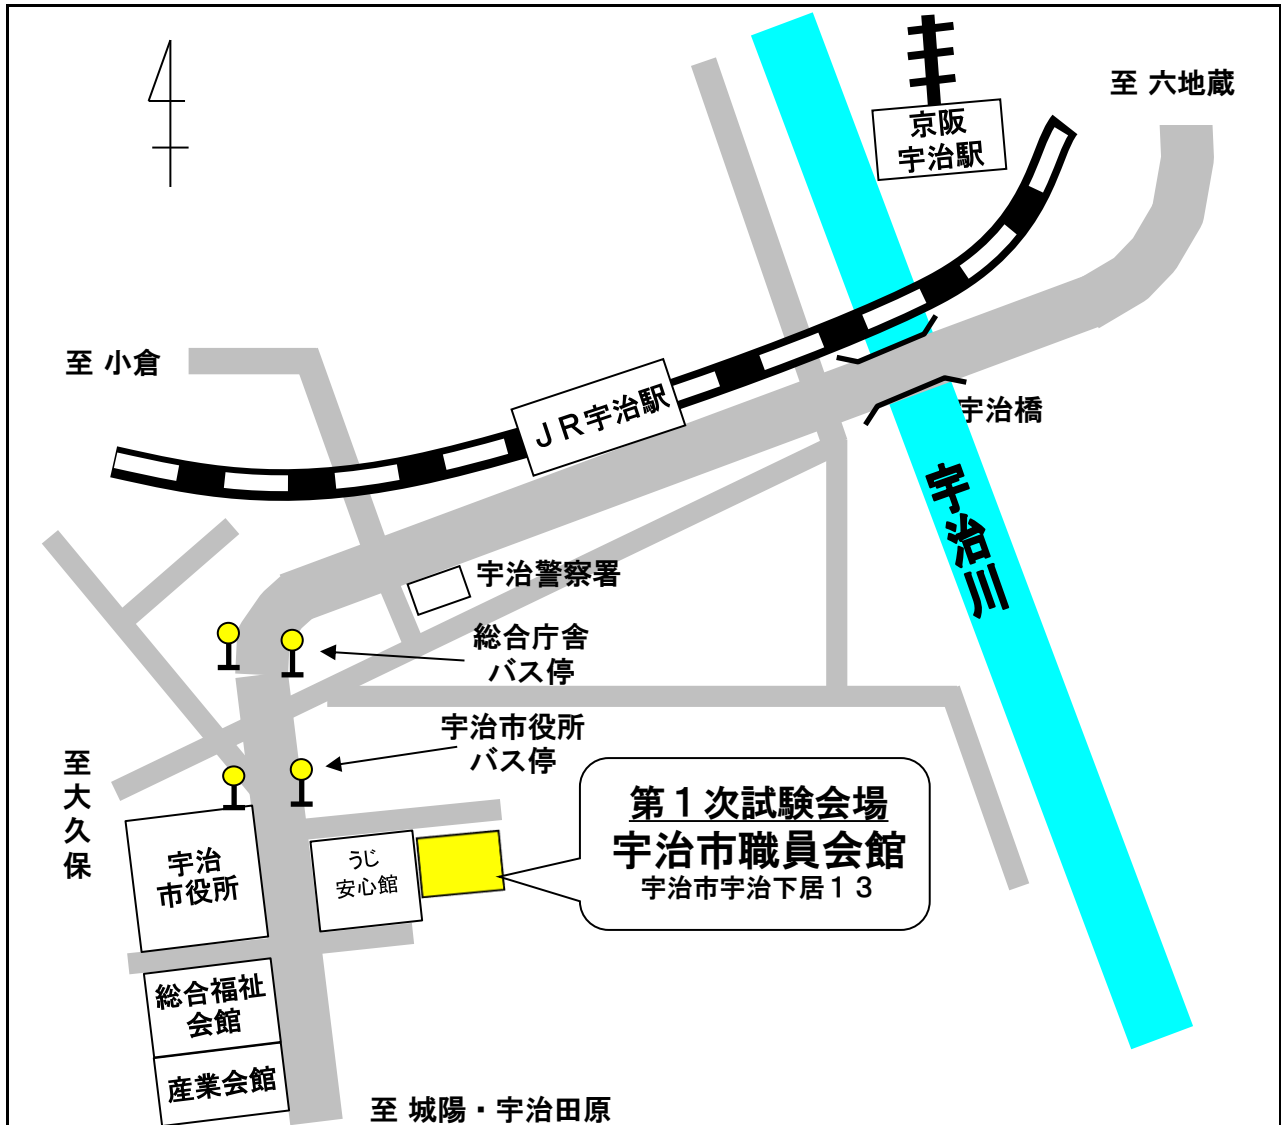 至 六地蔵
京阪
宇治駅
至 小倉
ＪＲ宇治駅
宇治橋
宇治川
宇治警察署
総合庁舎
バス停
宇治市役所
バス停
至大久保
第１次試験会場
宇治市職員会館
宇治市宇治下居１３
宇治
市役所
うじ
安心館
総合福祉
会館
産業会館
至 城陽・宇治田原